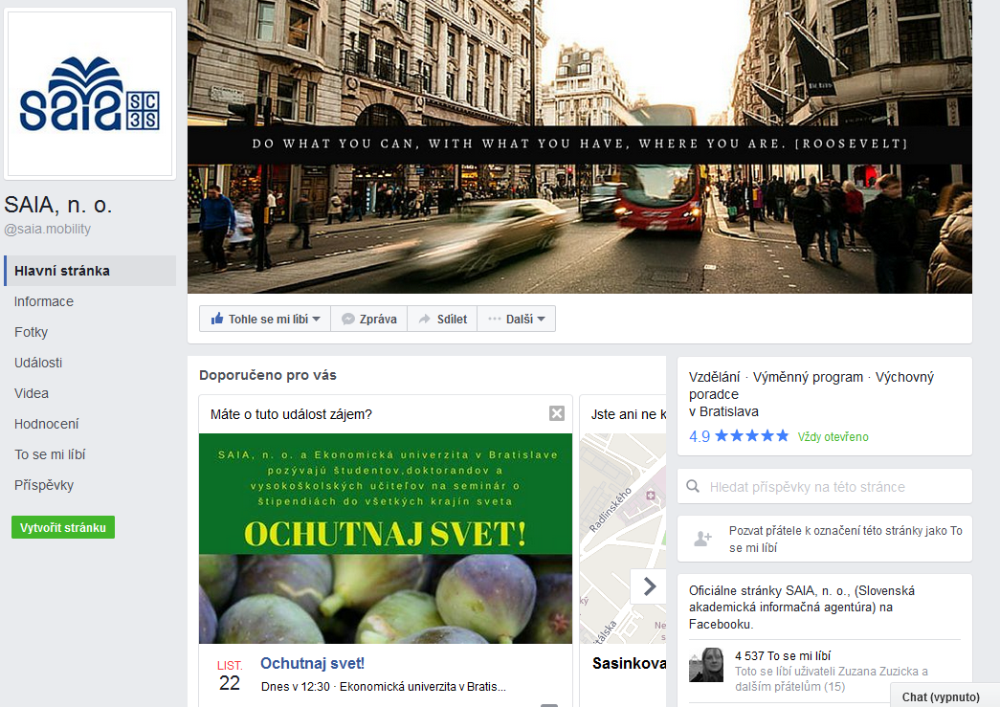 saia SC 3S
SAIA, n. o.
@saia.mobility
Hlavní stránka
Informace
Fotky
Události
Videa
Hodnocení
To se mi líbí
Příspěvky
Vytvořit stránku
DO WHAT YOU CAN, WITH WHAT YOU HAVE, WHERE YOU ARE. [ROOSEVELT]
Tohle se mi líbí
Zpráva
Sdílet
Další
Doporučeno pro vás
Máte o tuto událost zájem?
SAIA, n. o. a Ekonomická univerzita v Bratislave
pozývajú študentov,doktorandov a
vysokoškolských učiteľov na seminár o
štipendiách do všetkých krajín sveta
OCHUTNAJ SVET!
LIST.
22
Ochutnaj svet!
Dnes v 12:30 · Ekonomická univerzita v Bratis...
Jste ani ne k
Radlinského
Sasinkova
Vzdělání · Výměnný program · Výchovný
poradce
v Bratislava
4.9 ★★★★★ Vždy otevřeno
Hledat příspěvky na této stránce
Pozvat přátele k označení této stránky jako To
se mi líbí
Oficiálne stránky SAIA, n. o., (Slovenská
akademická informačná agentúra) na
Facebooku.
4 537 To se mi líbí
Toto se líbí uživateli Zuzana Zuzicka a
dalším přátelům (15)
Chat (vypnuto)